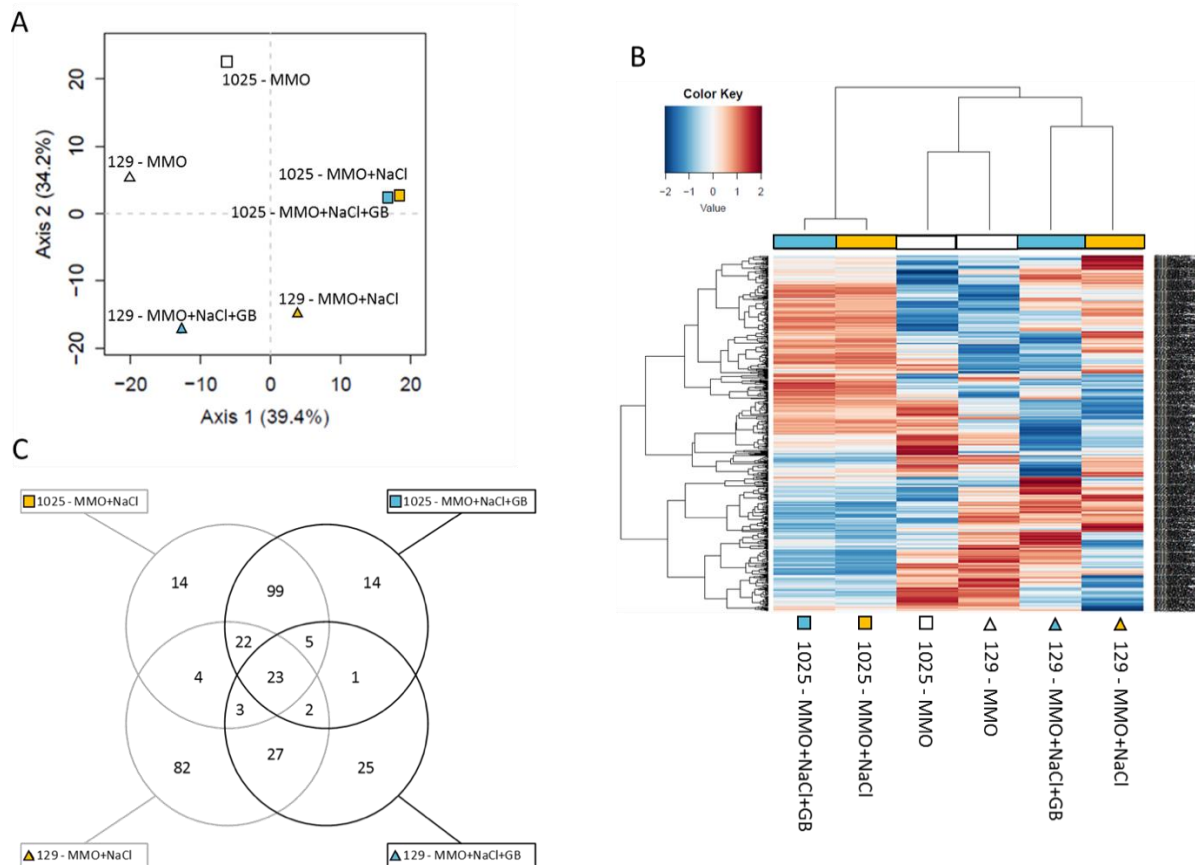 A
1025 - MMO
129 - MMO
1025 - MMO+NaCl
1025 - MMO+NaCl+GB
129 - MMO+NaCl
129 - MMO+NaCl+GB
20
10
0
−10
−20
Axis 2 (34.2%)
−20
−10
0
10
20
Axis 1 (39.4%)
B
Color Key
−2
−1
0
1
2
Value
1025 - MMO+NaCl+GB
1025 - MMO+NaCl
1025 - MMO
129 - MMO
129 - MMO+NaCl+GB
129 - MMO+NaCl
C
1025 - MMO+NaCl
1025 - MMO+NaCl+GB
14
99
14
22
5
4
23
1
3
2
82
27
25
129 - MMO+NaCl
129 - MMO+NaCl+GB